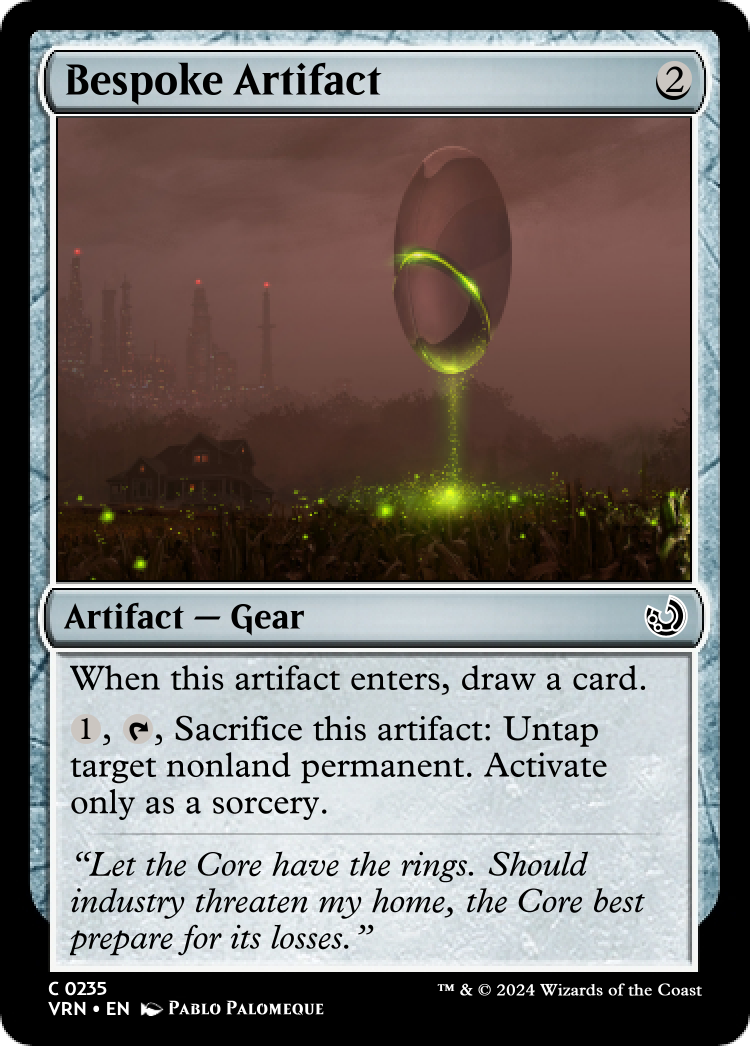 Bespoke Artifact 2
Artifact — Gear
When this artifact enters, draw a card.
1, , Sacrifice this artifact: Untap
target nonland permanent. Activate
only as a sorcery.
“Let the Core have the rings. Should
industry threaten my home, the Core best
prepare for its losses.”
C 0235
™ & © 2024 Wizards of the Coast
VRN • EN Pablo Palomeque